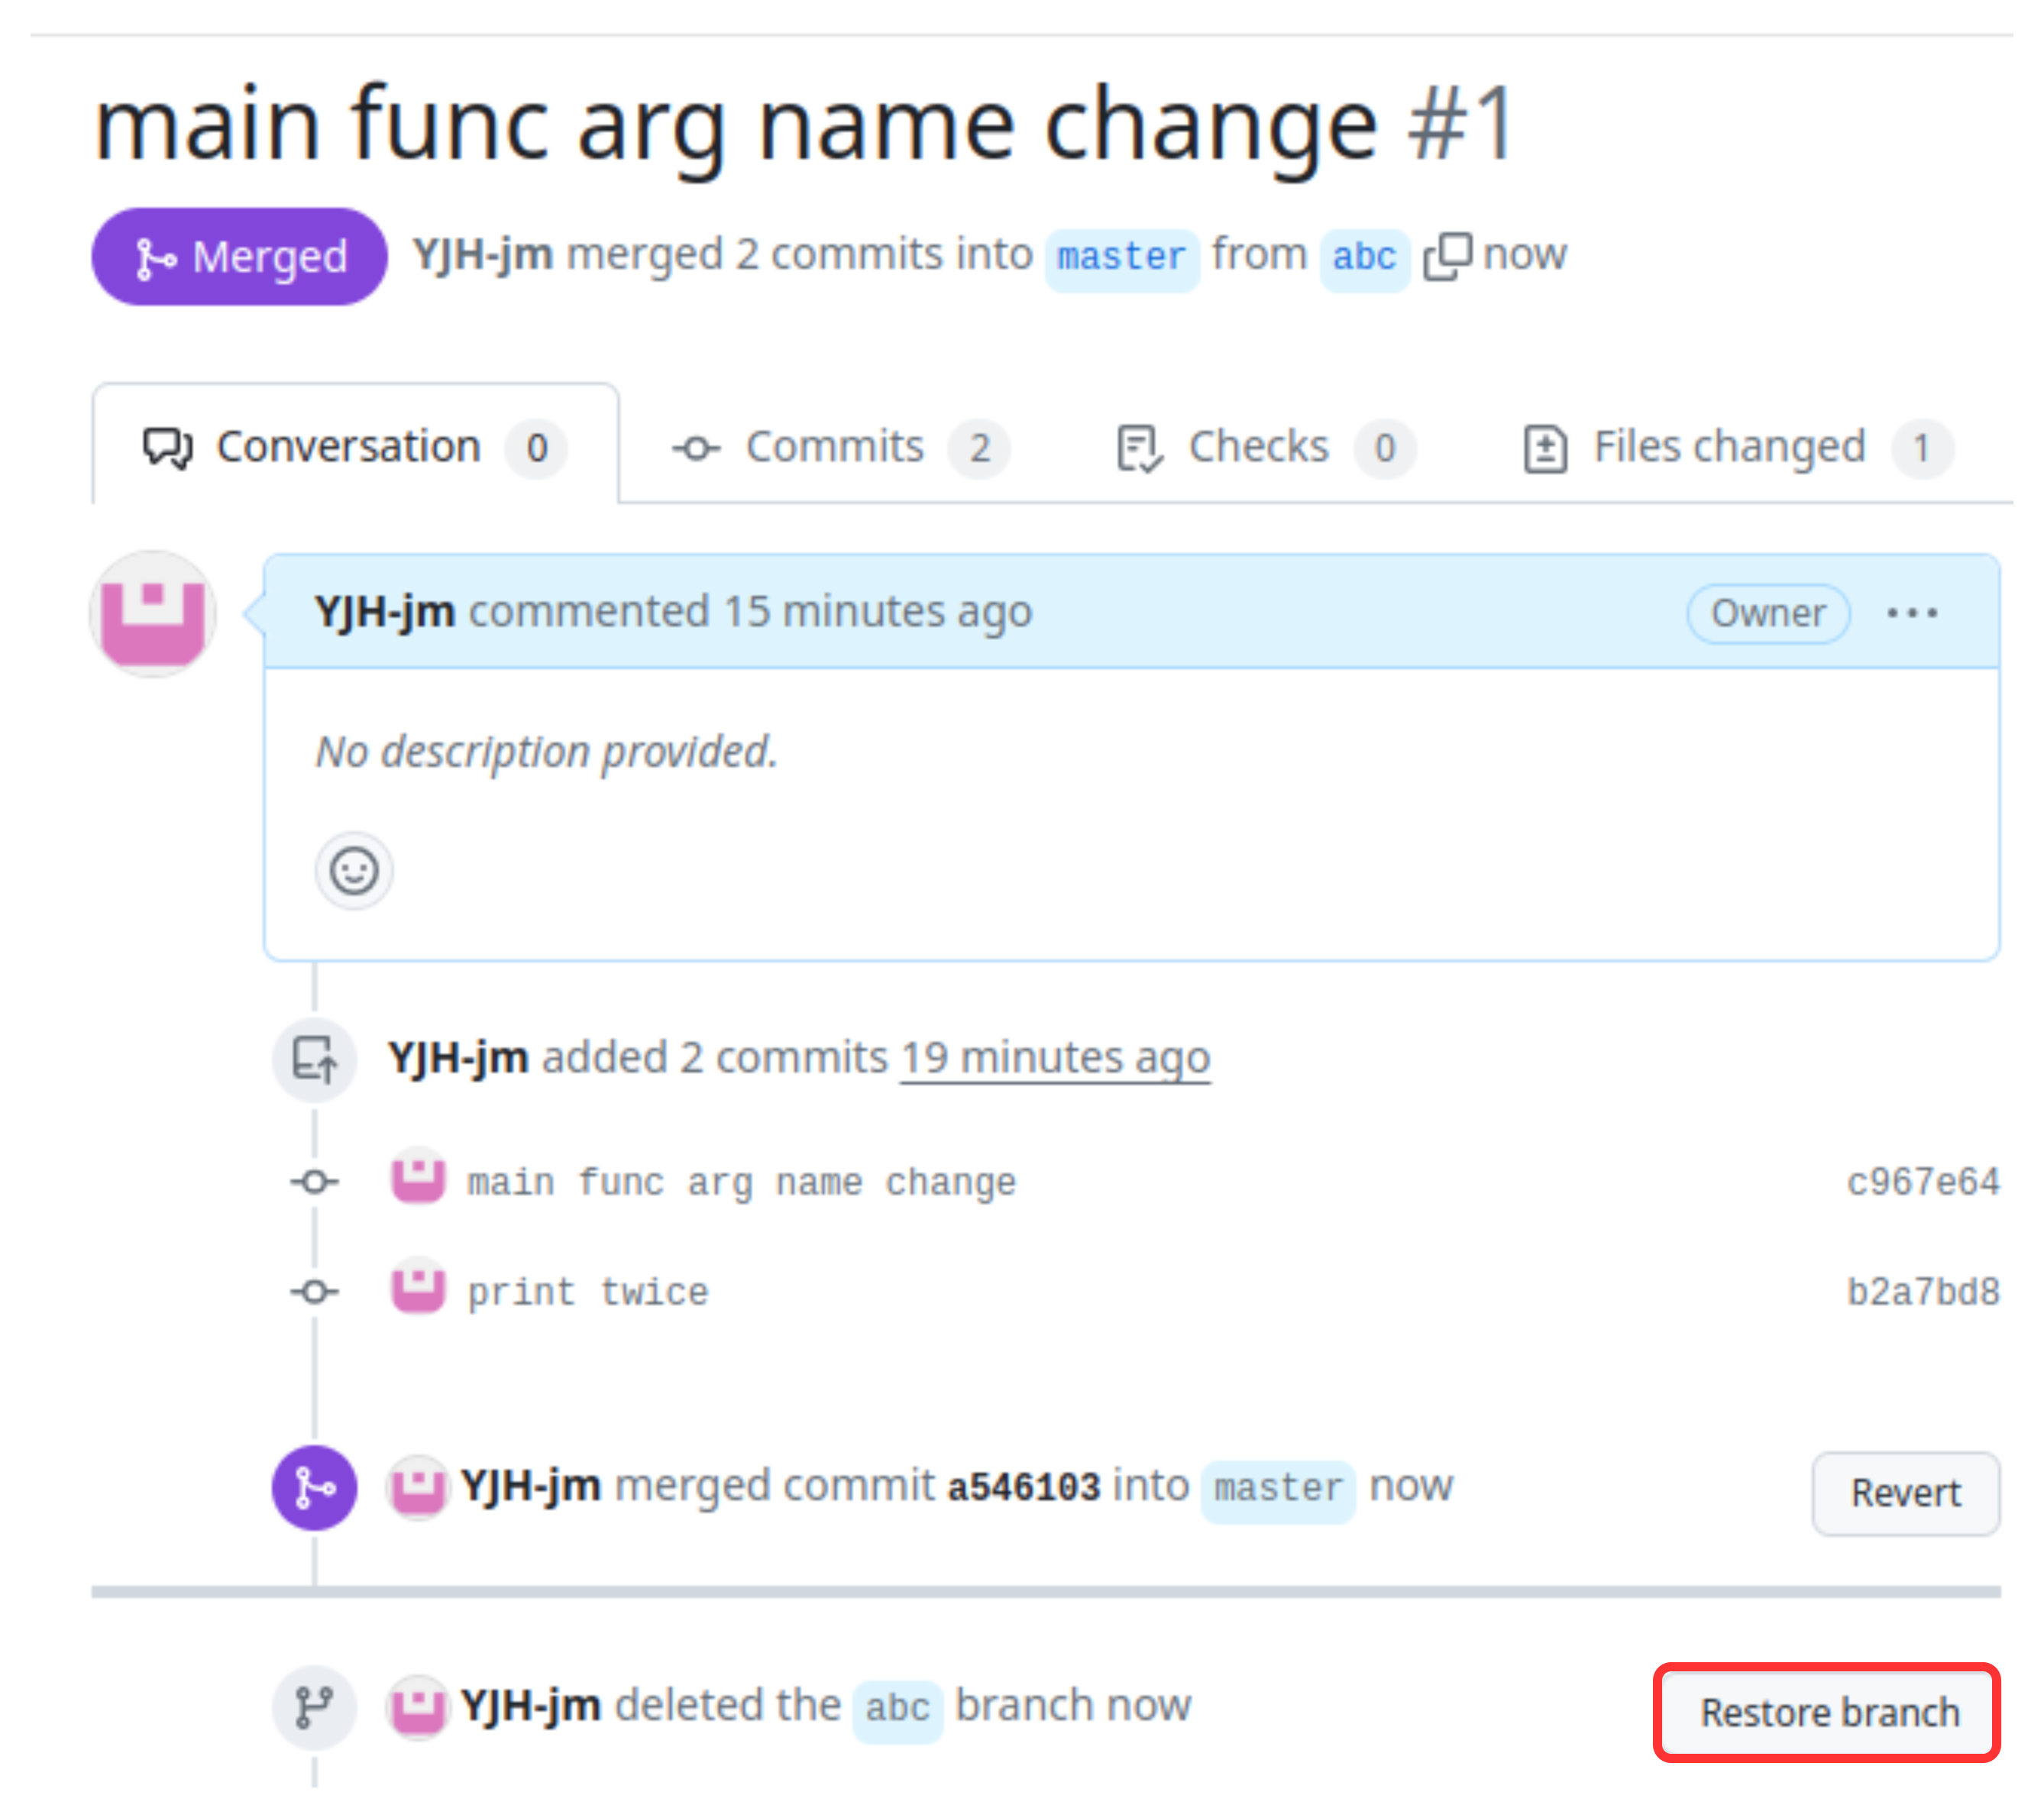 main func arg name change #1
Merged YJH-jm merged 2 commits into master from abc now
Conversation 0 Commits 2 Checks 0 Files changed 1
YJH-jm commented 15 minutes ago Owner ...
No description provided.
YJH-jm added 2 commits 19 minutes ago
main func arg name change c967e64
print twice b2a7bd8
YJH-jm merged commit a546103 into master now Revert
YJH-jm deleted the abc branch now Restore branch